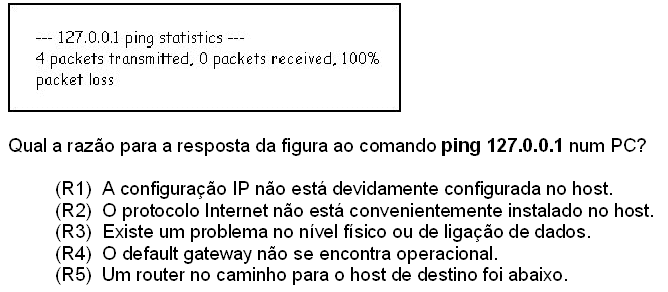 --- 127.0.0.1 ping statistics ---
4 packets transmitted, 0 packets received, 100%
packet loss
Qual a razão para a resposta da figura ao comando ping 127.0.0.1 num PC?
(R1) A configuração IP não está devidamente configurada no host.
(R2) O protocolo Internet não está convenientemente instalado no host.
(R3) Existe um problema no nível físico ou de ligação de dados.
(R4) O default gateway não se encontra operacional.
(R5) Um router no caminho para o host de destino foi abaixo.